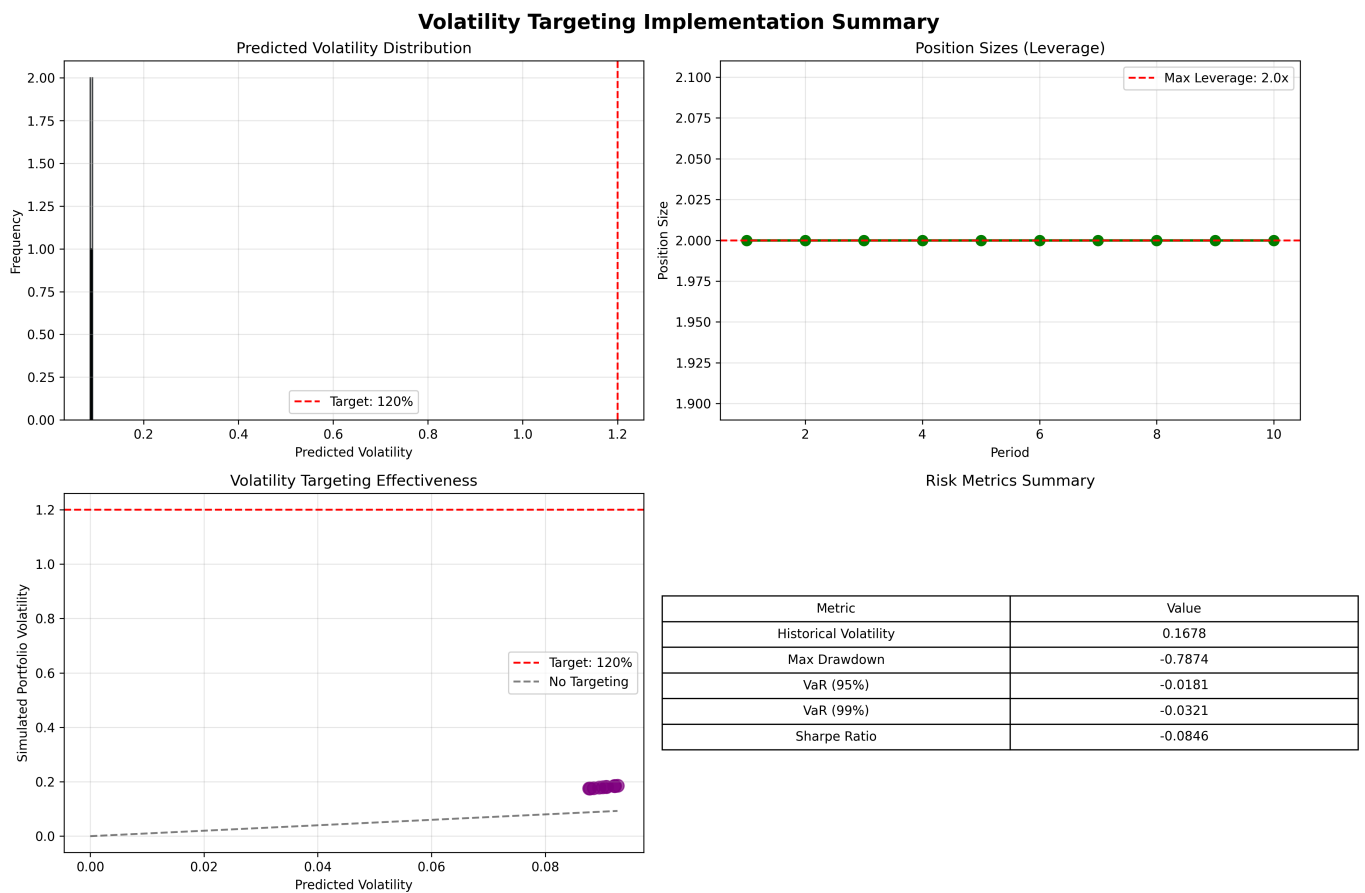 Volatility Targeting Implementation Summary
Predicted Volatility Distribution
2.00
1.75
1.50
1.25
1.00
0.75
0.50
0.25
0.00
Frequency
Target: 120%
0.2 0.4 0.6 0.8 1.0 1.2
Predicted Volatility
Position Sizes (Leverage)
Max Leverage: 2.0x
2.100
2.075
2.050
2.025
2.000
1.975
1.950
1.925
1.900
Position Size
2 4 6 8 10
Period
Volatility Targeting Effectiveness
1.2
1.0
0.8
0.6
0.4
0.2
0.0
Simulated Portfolio Volatility
Target: 120%
No Targeting
0.00 0.02 0.04 0.06 0.08
Predicted Volatility
Risk Metrics Summary
Metric Value
Historical Volatility 0.1678
Max Drawdown -0.7874
VaR (95%) -0.0181
VaR (99%) -0.0321
Sharpe Ratio -0.0846